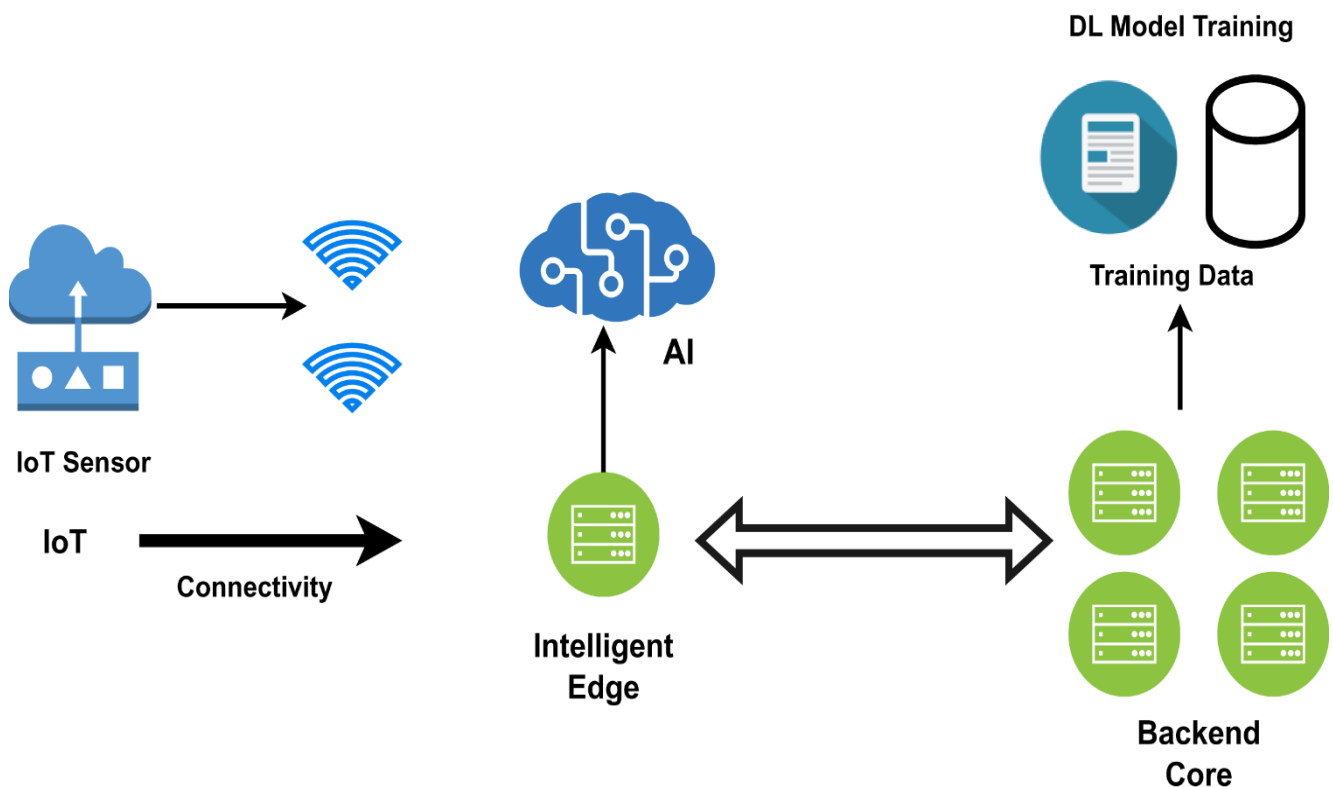 DL Model Training
Training Data
AI
IoT Sensor
IoT
Connectivity
Intelligent
Edge
Backend
Core